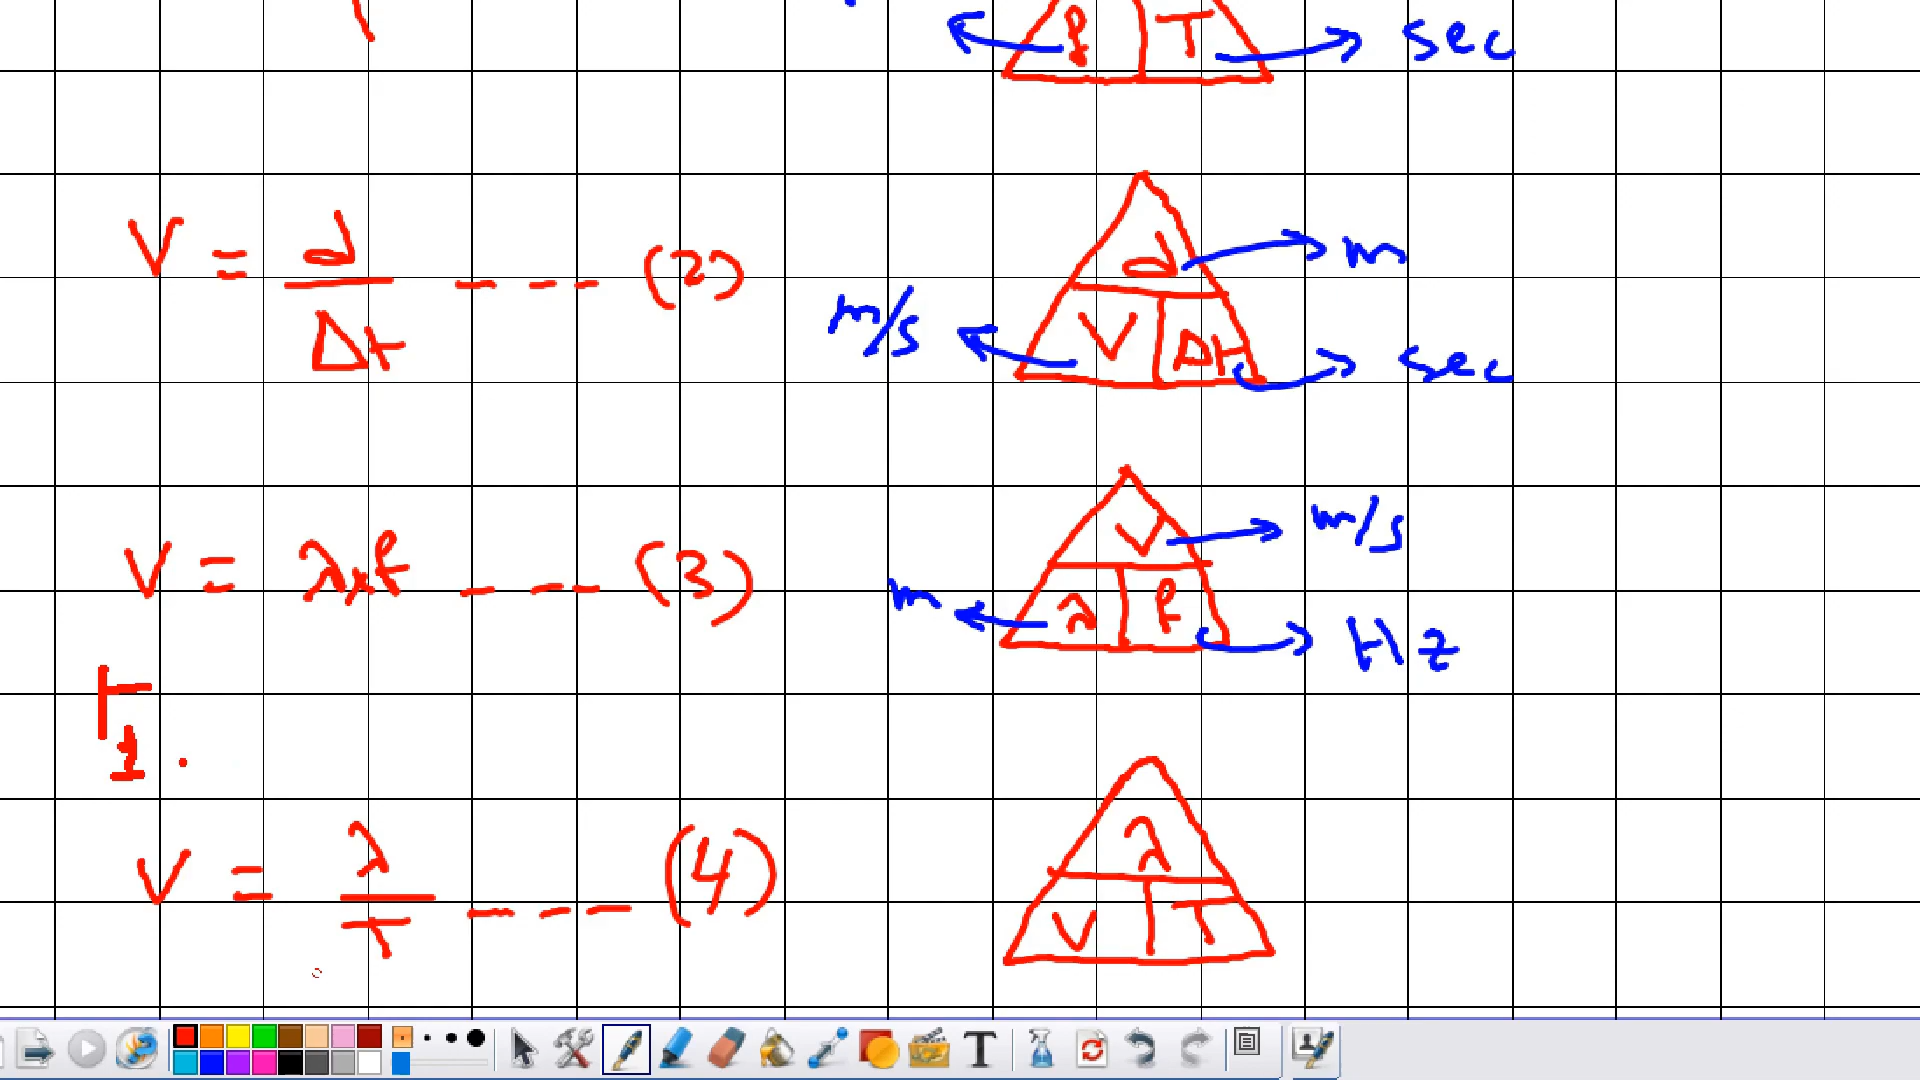 f T sec
V = d/Δt ---- (2)
d m
m/s V Δt sec
V = λxf ---- (3)
V m/s
m λ f Hz
V = λ/T ---- (4)
λ
V T
T